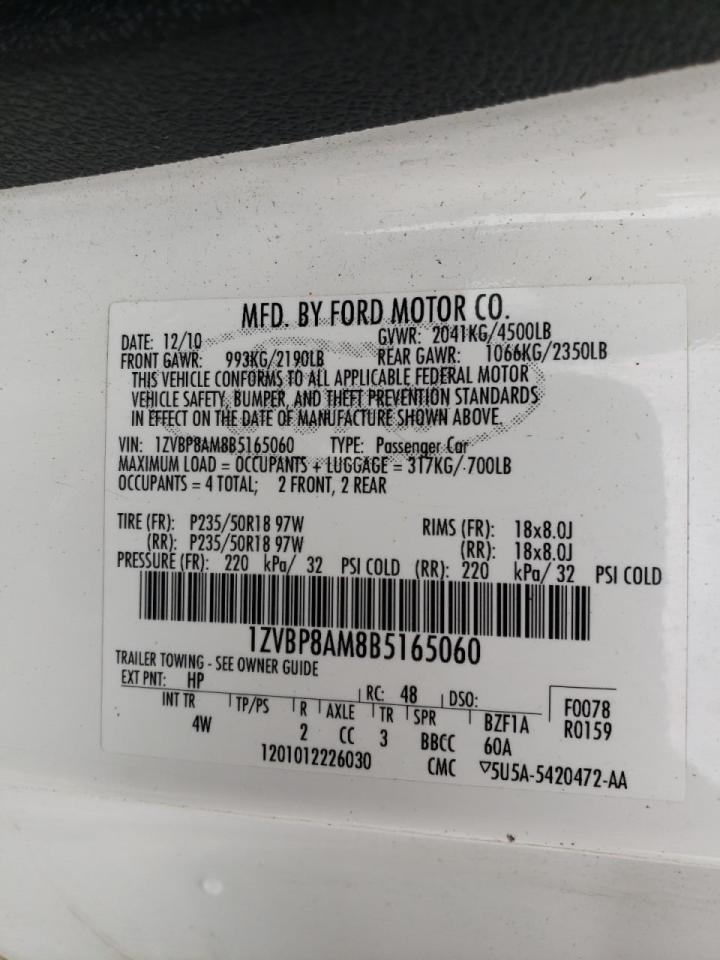 MFD. BY FORD MOTOR CO.
DATE: 12/10 GVWR: 2041KG/4500LB
FRONT GAWR: 993KG/2190LB REAR GAWR: 1066KG/2350LB
THIS VEHICLE CONFORMS TO ALL APPLICABLE FEDERAL MOTOR
VEHICLE SAFETY, BUMPER, AND THEFT PREVENTION STANDARDS
IN EFFECT ON THE DATE OF MANUFACTURE SHOWN ABOVE.
VIN: 1ZVBP8AM8B5165060 TYPE: Passenger Car
MAXIMUM LOAD = OCCUPANTS + LUGGAGE = 317KG/ 700LB
OCCUPANTS = 4 TOTAL; 2 FRONT, 2 REAR
TIRE (FR): P235/50R18 97W RIMS (FR): 18x8.0J
(RR): P235/50R18 97W (RR): 18x8.0J
PRESSURE (FR): 220 kPa/ 32 PSI COLD (RR): 220 kPa/ 32 PSI COLD
1ZVBP8AM8B5165060
TRAILER TOWING - SEE OWNER GUIDE
EXT PNT: HP RC: 48 DSO: F0078
INT TR TP/PS R AXLE TR SPR BZF1A R0159
4W 2 CC 3 BBCC 60A
1201012226030 CMC ▽5U5A-5420472-AA